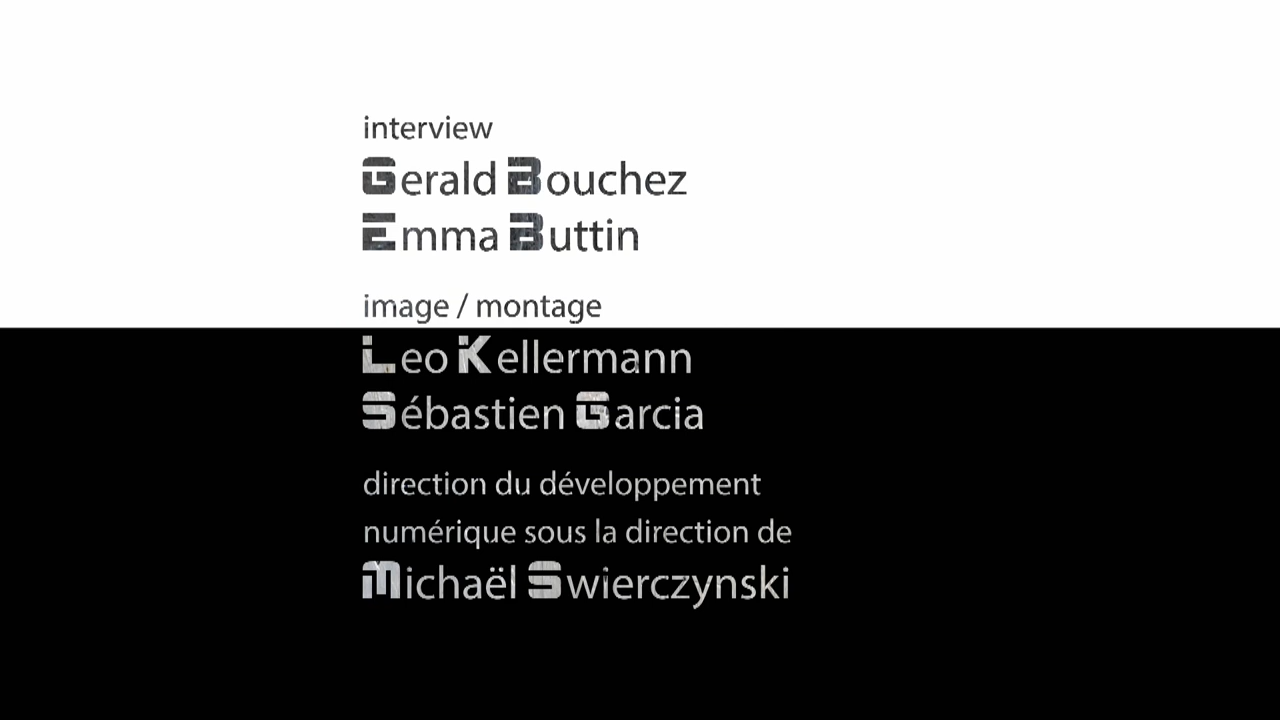 interview
Gerald Bouchez
Emma Buttin
image / montage
Leo Kellermann
Sébastien Garcia
direction du développement
numérique sous la direction de
Michaël Swierczynski